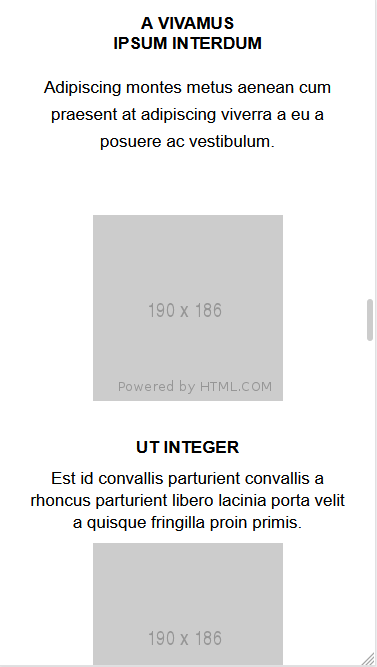 A VIVAMUS
IPSUM INTERDUM
Adipiscing montes metus aenean cum
praesent at adipiscing viverra a eu a
posuere ac vestibulum.
190 x 186
Powered by HTML.COM
UT INTEGER
Est id convallis parturient convallis a
rhoncus parturient libero lacinia porta velit
a quisque fringilla proin primis.
190 x 186